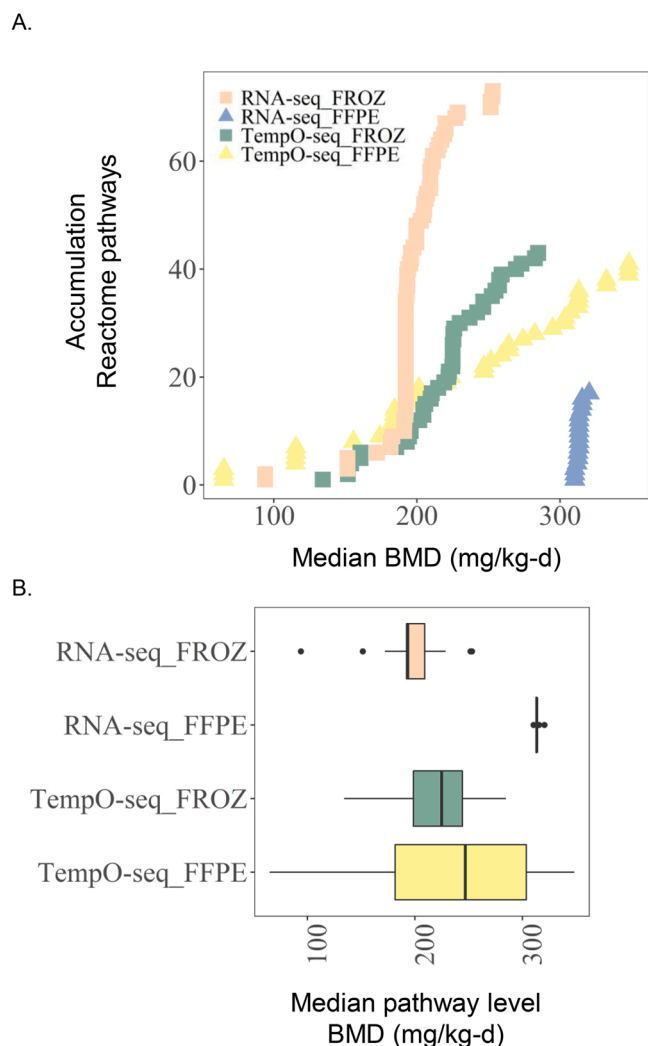 A.
RNA-seq_FROZ
RNA-seq_FFPE
TempO-seq_FROZ
TempO-seq_FFPE
60
40
20
0
Accumulation
Reactome pathways
100
200
300
Median BMD (mg/kg-d)
B.
RNA-seq_FROZ
RNA-seq_FFPE
TempO-seq_FROZ
TempO-seq_FFPE
100
200
300
Median pathway level
BMD (mg/kg-d)